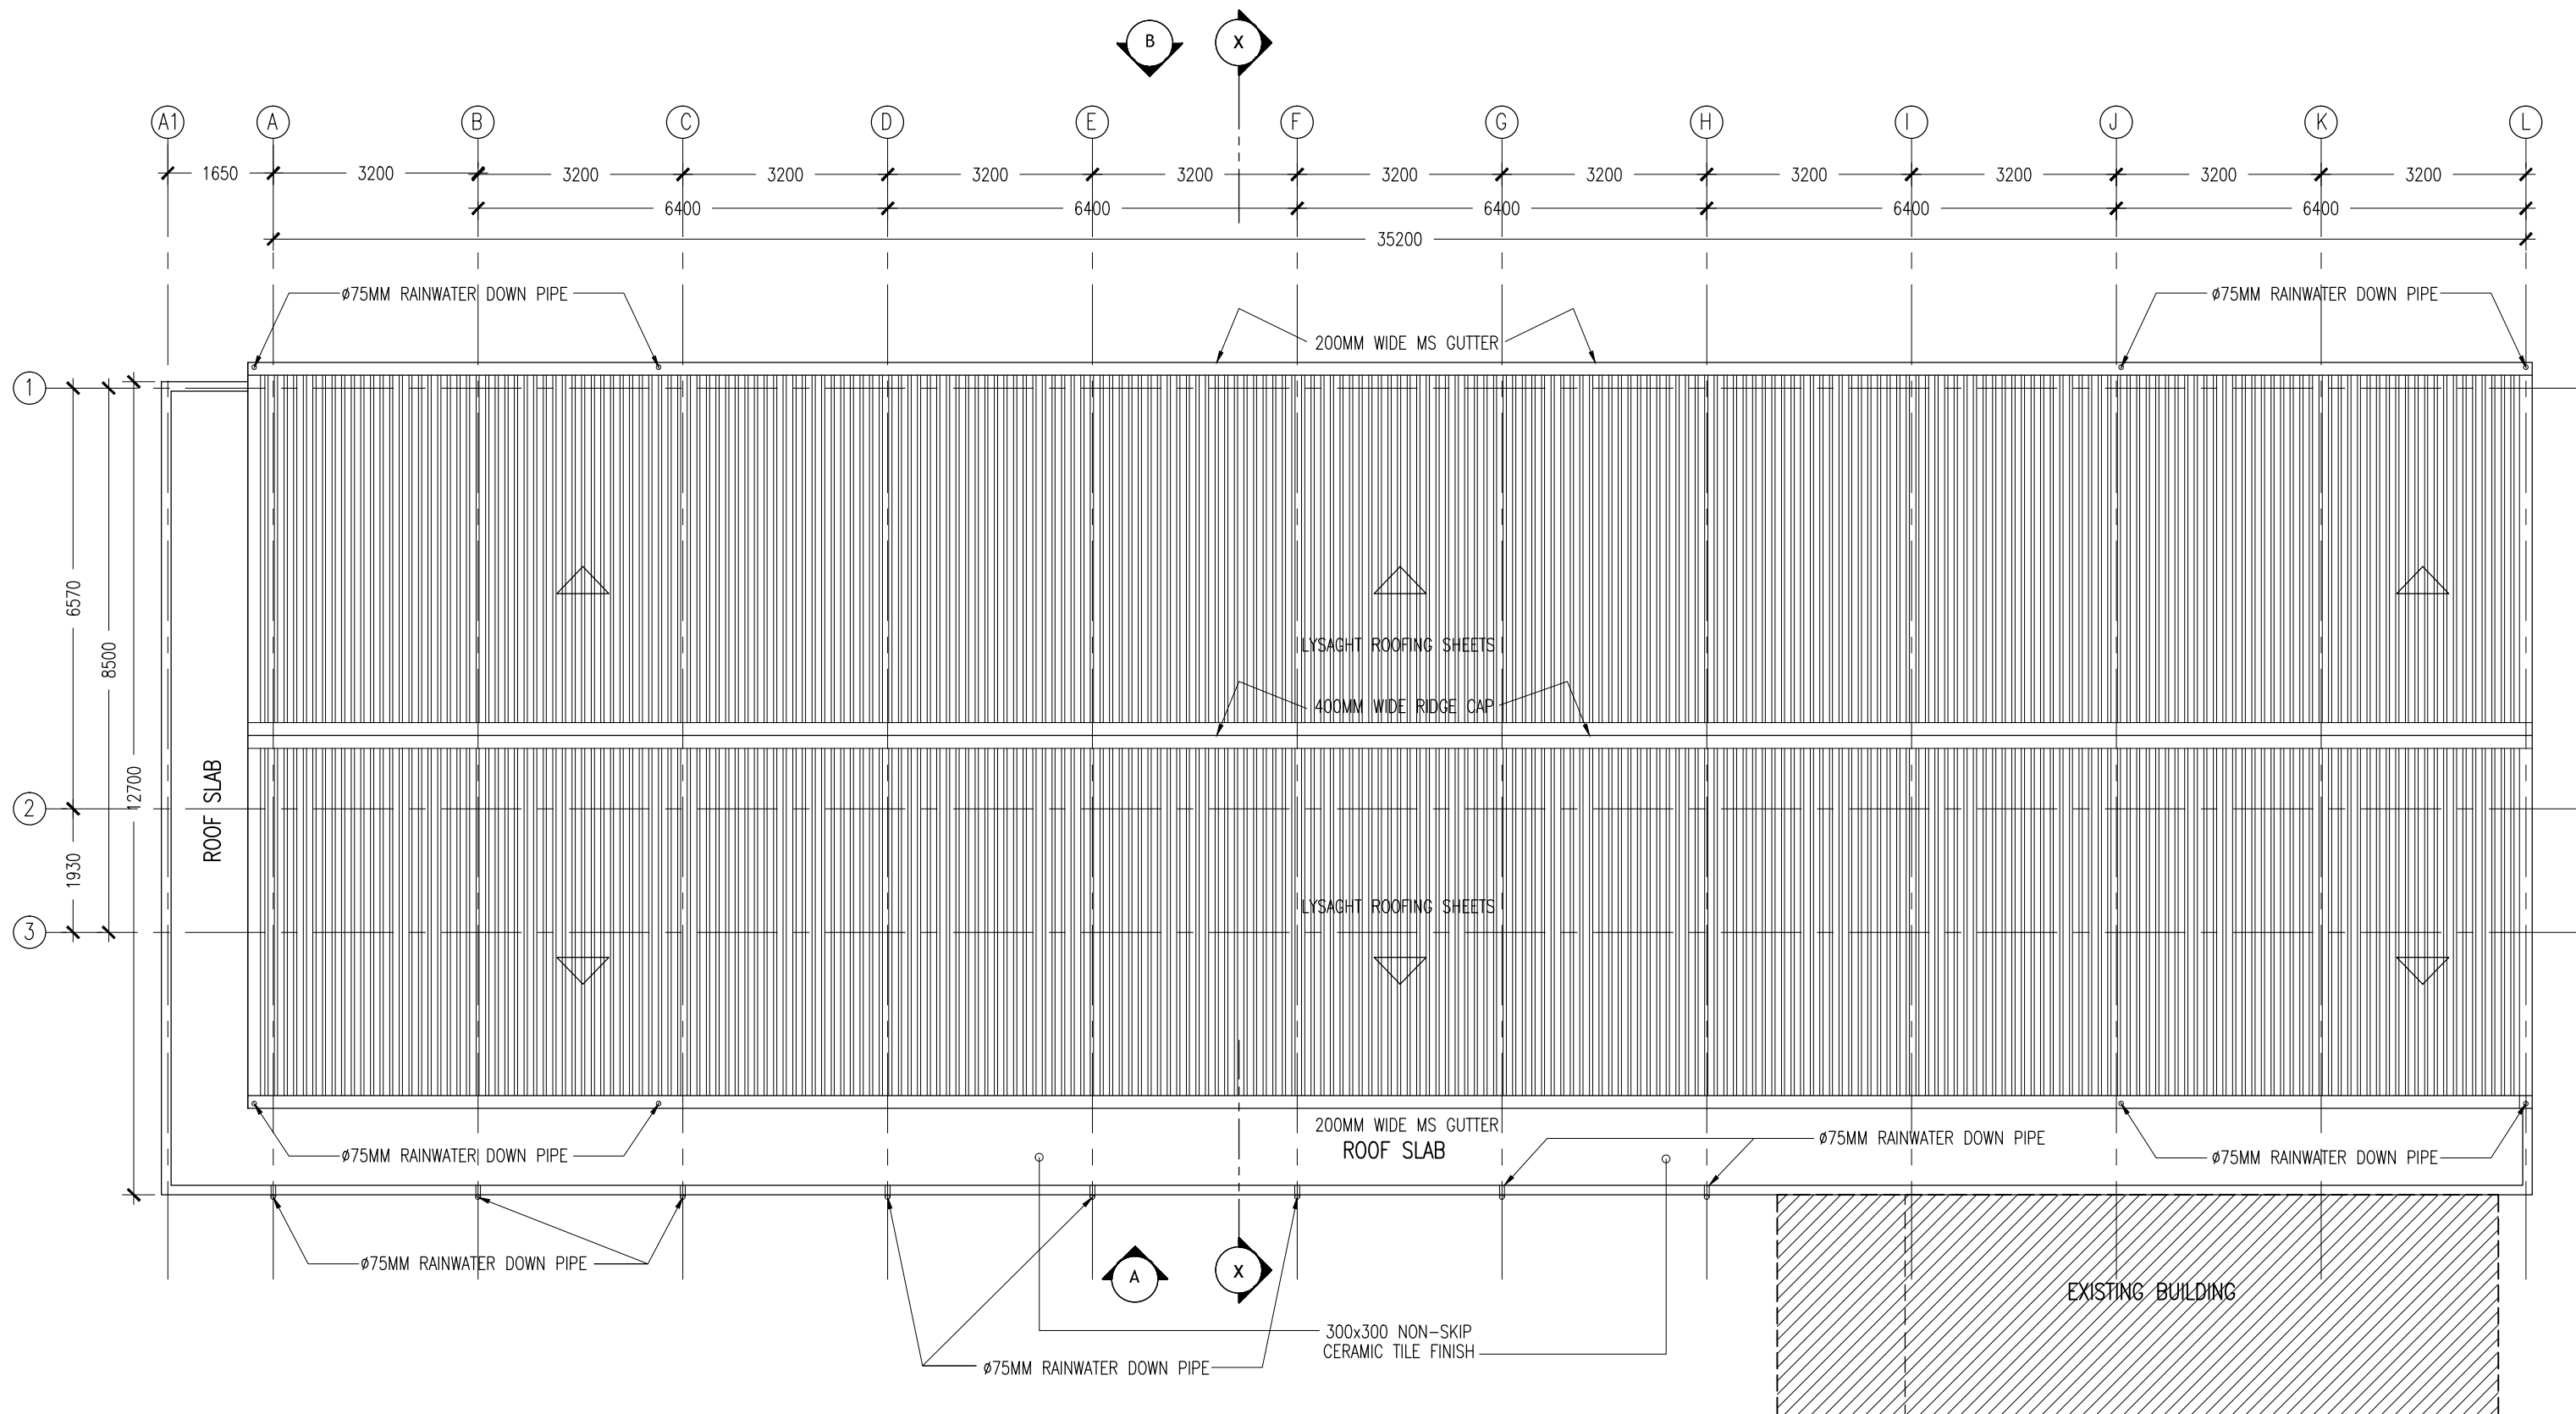 B
X
A1
A
B
C
D
E
F
G
H
I
J
K
L
1650
3200
3200
3200
3200
3200
3200
3200
3200
3200
3200
3200
6400
6400
6400
6400
6400
35200
ø75MM RAINWATER DOWN PIPE
ø75MM RAINWATER DOWN PIPE
200MM WIDE MS GUTTER
1
6570
8500
12700
LYSAGHT ROOFING SHEETS
400MM WIDE RIDGE CAP
ROOF SLAB
2
1930
LYSAGHT ROOFING SHEETS
3
200MM WIDE MS GUTTER
ROOF SLAB
ø75MM RAINWATER DOWN PIPE
ø75MM RAINWATER DOWN PIPE
ø75MM RAINWATER DOWN PIPE
ø75MM RAINWATER DOWN PIPE
A
X
EXISTING BUILDING
300x300 NON-SKIP
CERAMIC TILE FINISH
ø75MM RAINWATER DOWN PIPE